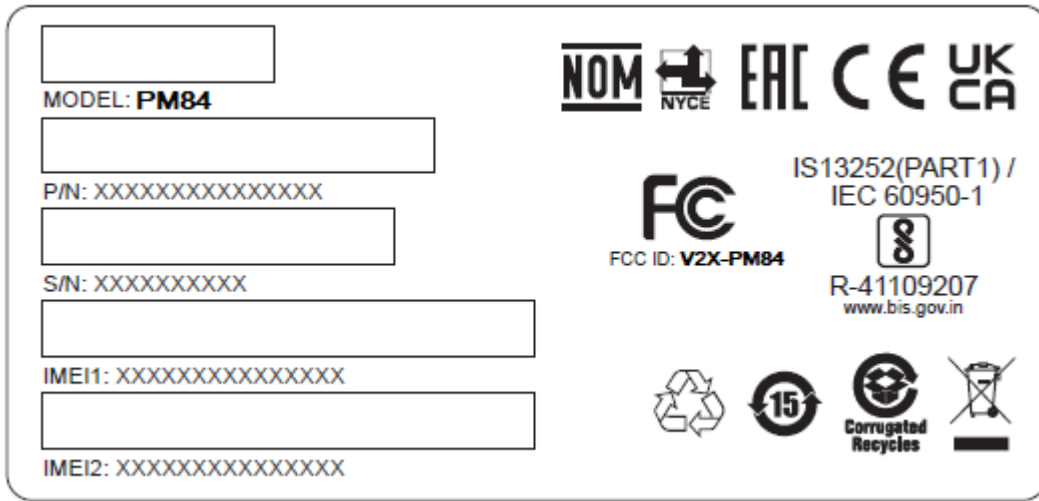 MODEL: PM84
P/N: XXXXXXXXXXXXXXX
S/N: XXXXXXXXXX
IMEI1: XXXXXXXXXXXXXXX
IMEI2: XXXXXXXXXXXXXXX
NOM NYCE EAC CE UK
CA
FC
FCC ID: V2X-PM84
IS13252(PART1) /
IEC 60950-1
R-41109207
www.bis.gov.in
15
Corrugated
Recycles